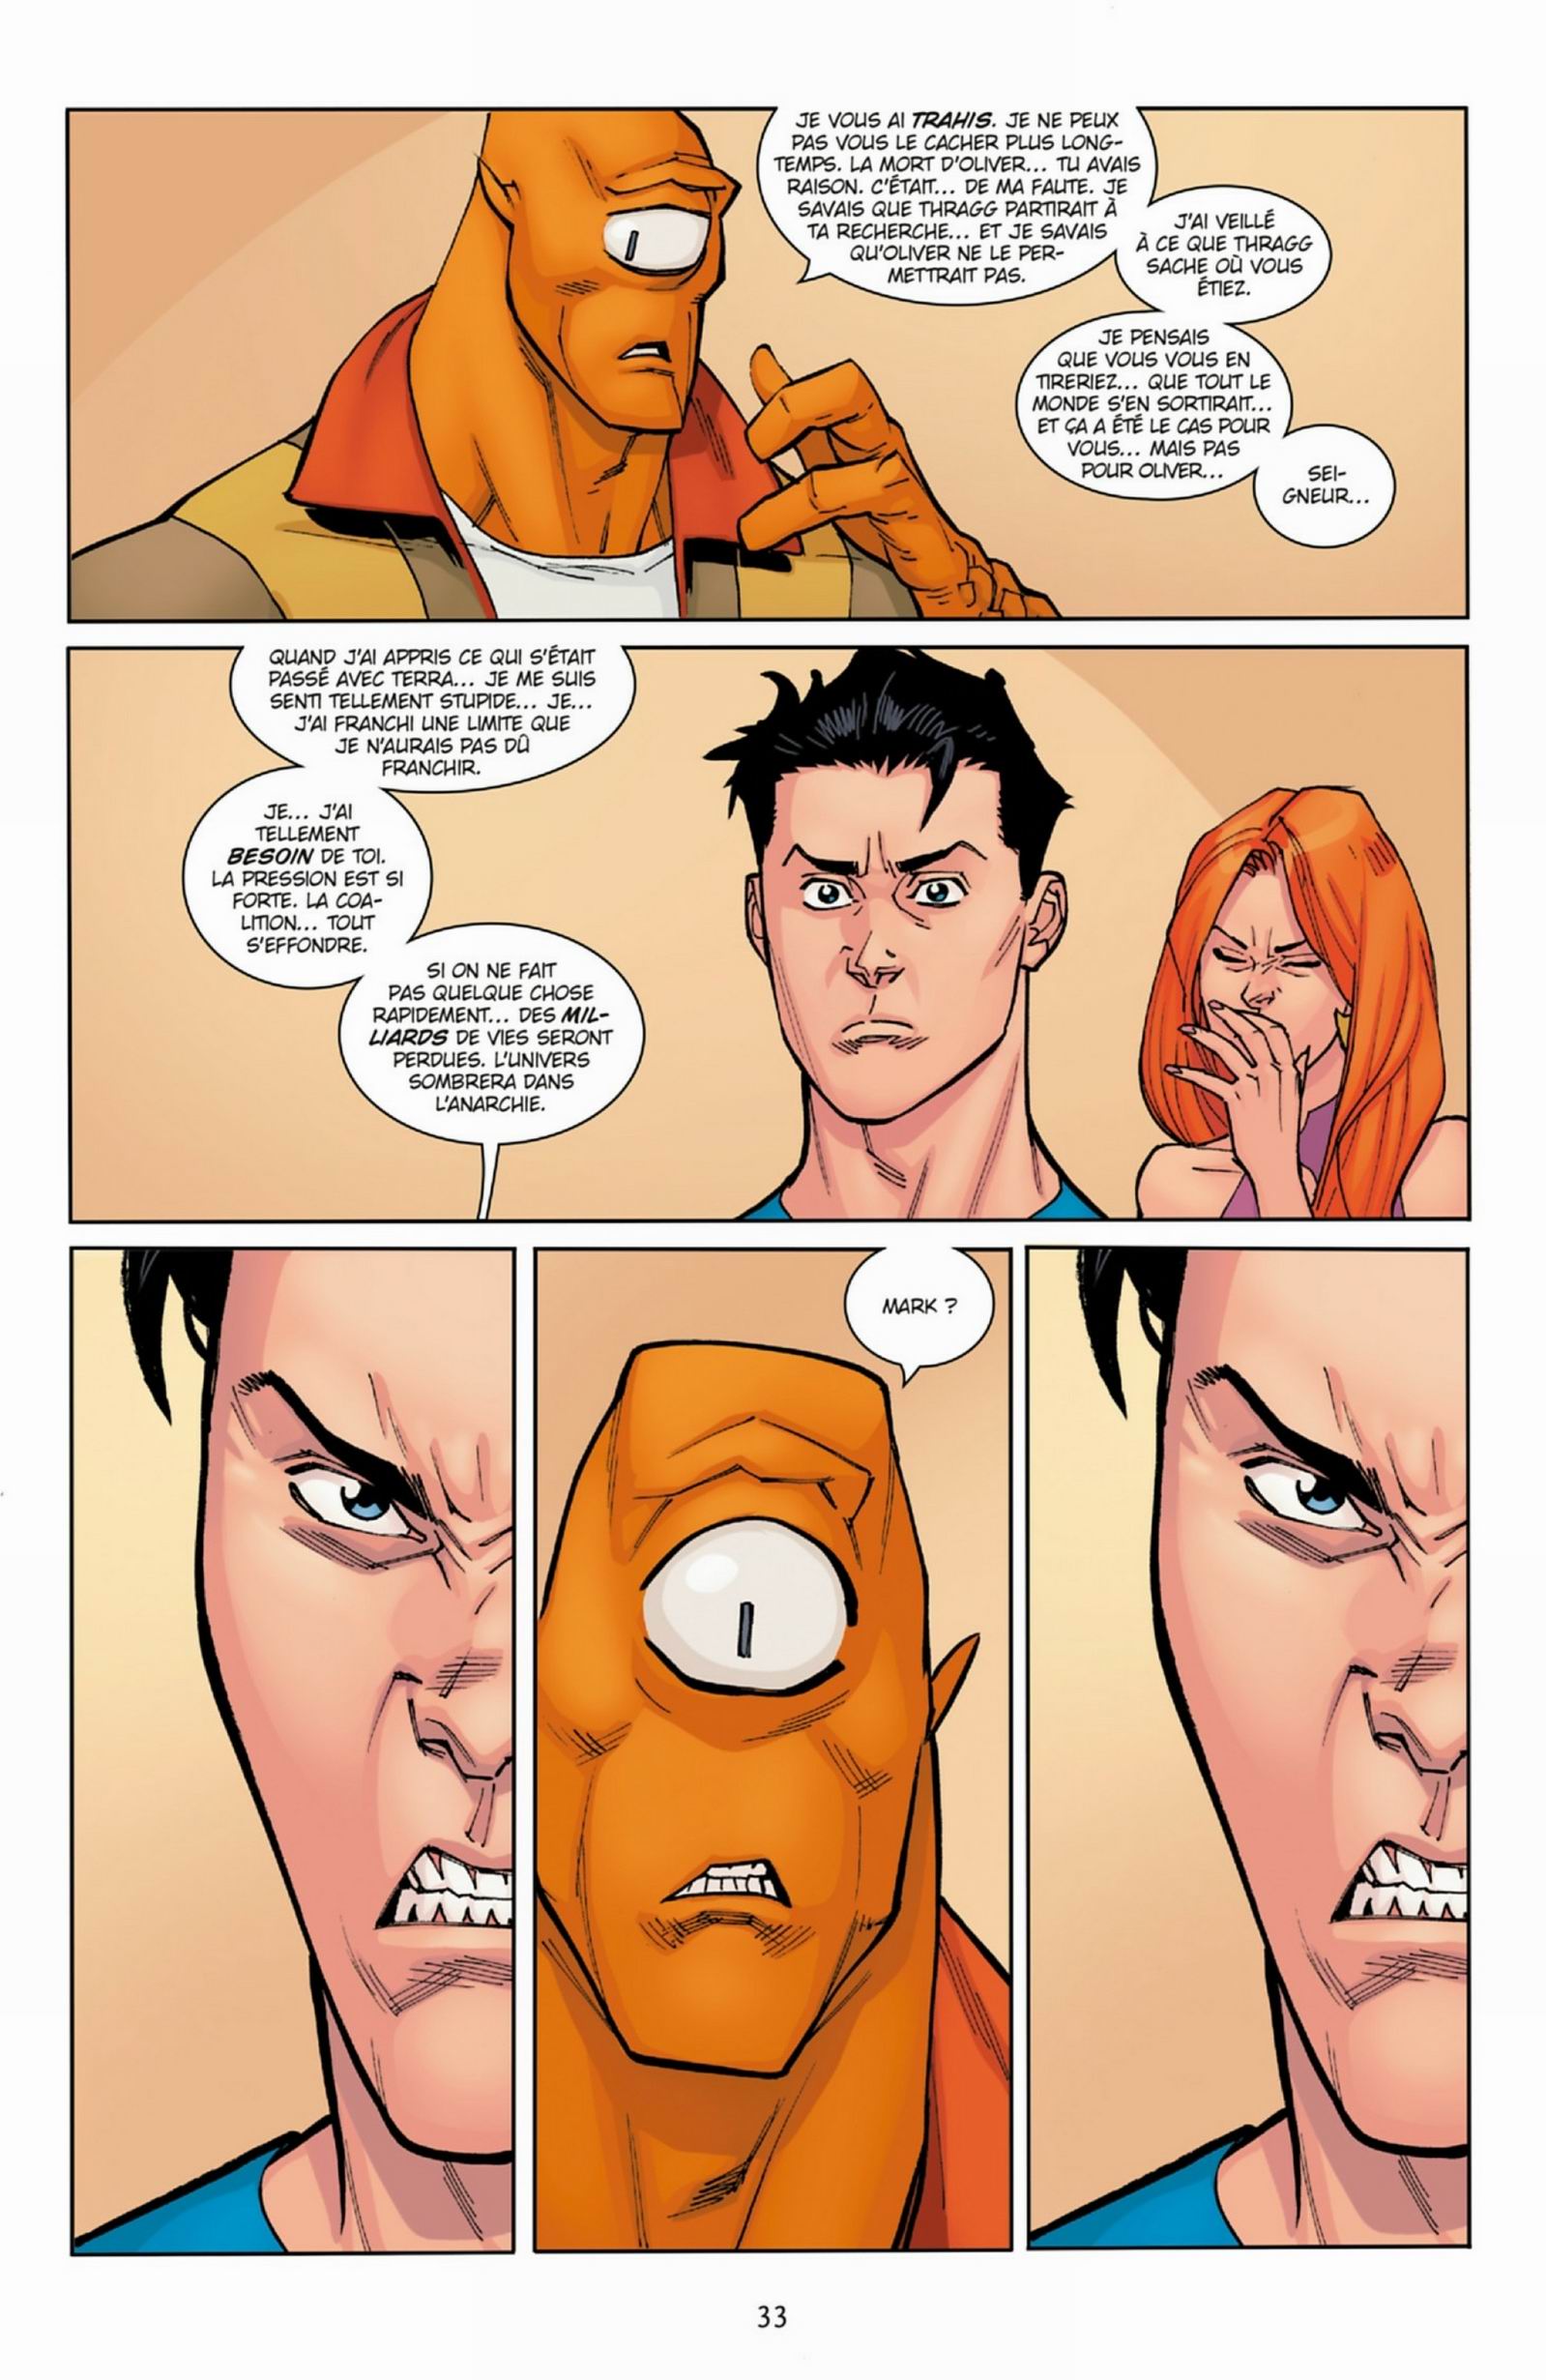 JE VOUS AI TRAHIS. JE NE PEUX
PAS VOUS LE CACHER PLUS LONG-
TEMPS. LA MORT D'OLIVER... TU AVAIS
RAISON. C'ÉTAIT... DE MA FAUTE. JE
SAVAIS QUE THRAGG PARTIRAIT À
TA RECHERCHE... ET JE SAVAIS
QU'OLIVER NE LE PER-
METTRAIT PAS.
J'AI VEILLÉ
À CE QUE THRAGG
SACHE OÙ VOUS
ÉTIEZ.
JE PENSAIS
QUE VOUS VOUS EN
TIRERIEZ... QUE TOUT LE
MONDE S'EN SORTIRAIT...
ET ÇA A ÉTÉ LE CAS POUR
VOUS... MAIS PAS
POUR OLIVER...
SEI-
GNEUR...
QUAND J'AI APPRIS CE QUI S'ÉTAIT
PASSÉ AVEC TERRA... JE ME SUIS
SENTI TELLEMENT STUPIDE... JE...
J'AI FRANCHI UNE LIMITE QUE
JE N'AURAIS PAS DÛ
FRANCHIR.
JE... J'AI
TELLEMENT
BESOIN DE TOI.
LA PRESSION EST SI
FORTE. LA COA-
LITION... TOUT
S'EFFONDRE.
SI ON NE FAIT
PAS QUELQUE CHOSE
RAPIDEMENT... DES MIL-
LIARDS DE VIES SERONT
PERDUES. L'UNIVERS
SOMBRERA DANS
L'ANARCHIE.
MARK ?
33